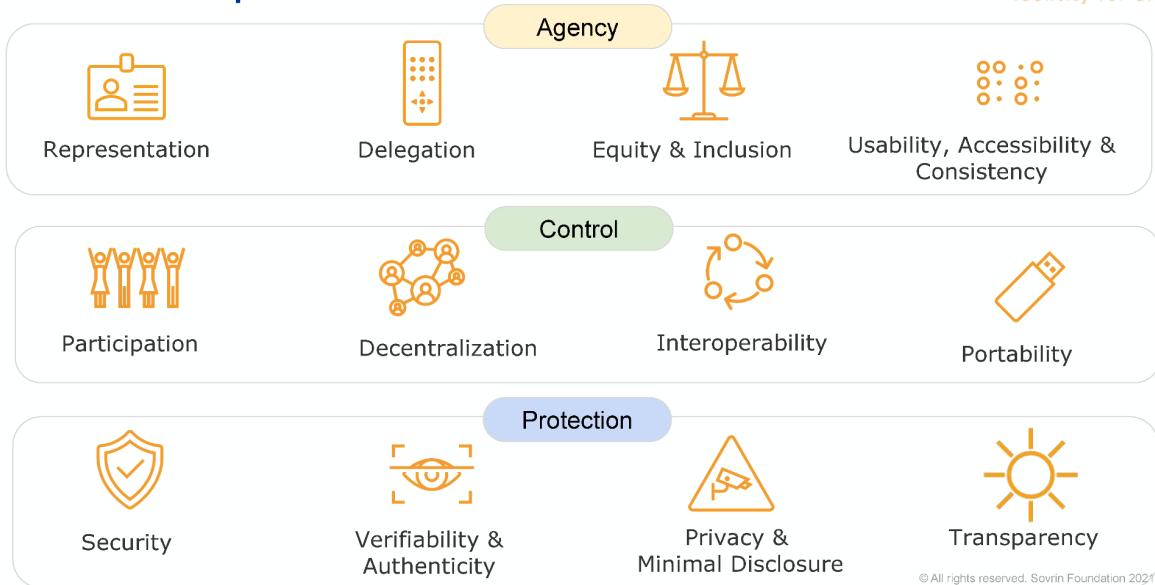 Agency
Representation
Delegation
Equity & Inclusion
Usability, Accessibility &
Consistency
Control
Participation
Decentralization
Interoperability
Portability
Protection
Security
Verifiability &
Authenticity
Privacy &
Minimal Disclosure
Transparency
© All rights reserved. Sovrin Foundation 2021